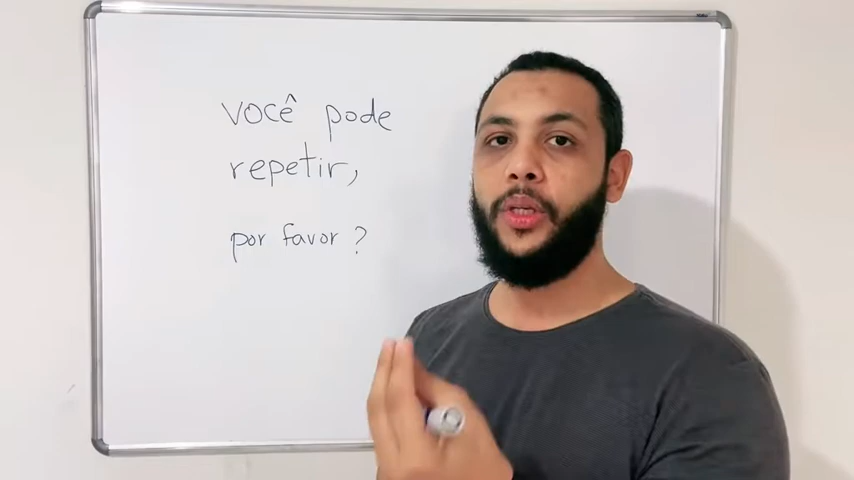 você pode
repetir,
por favor ?